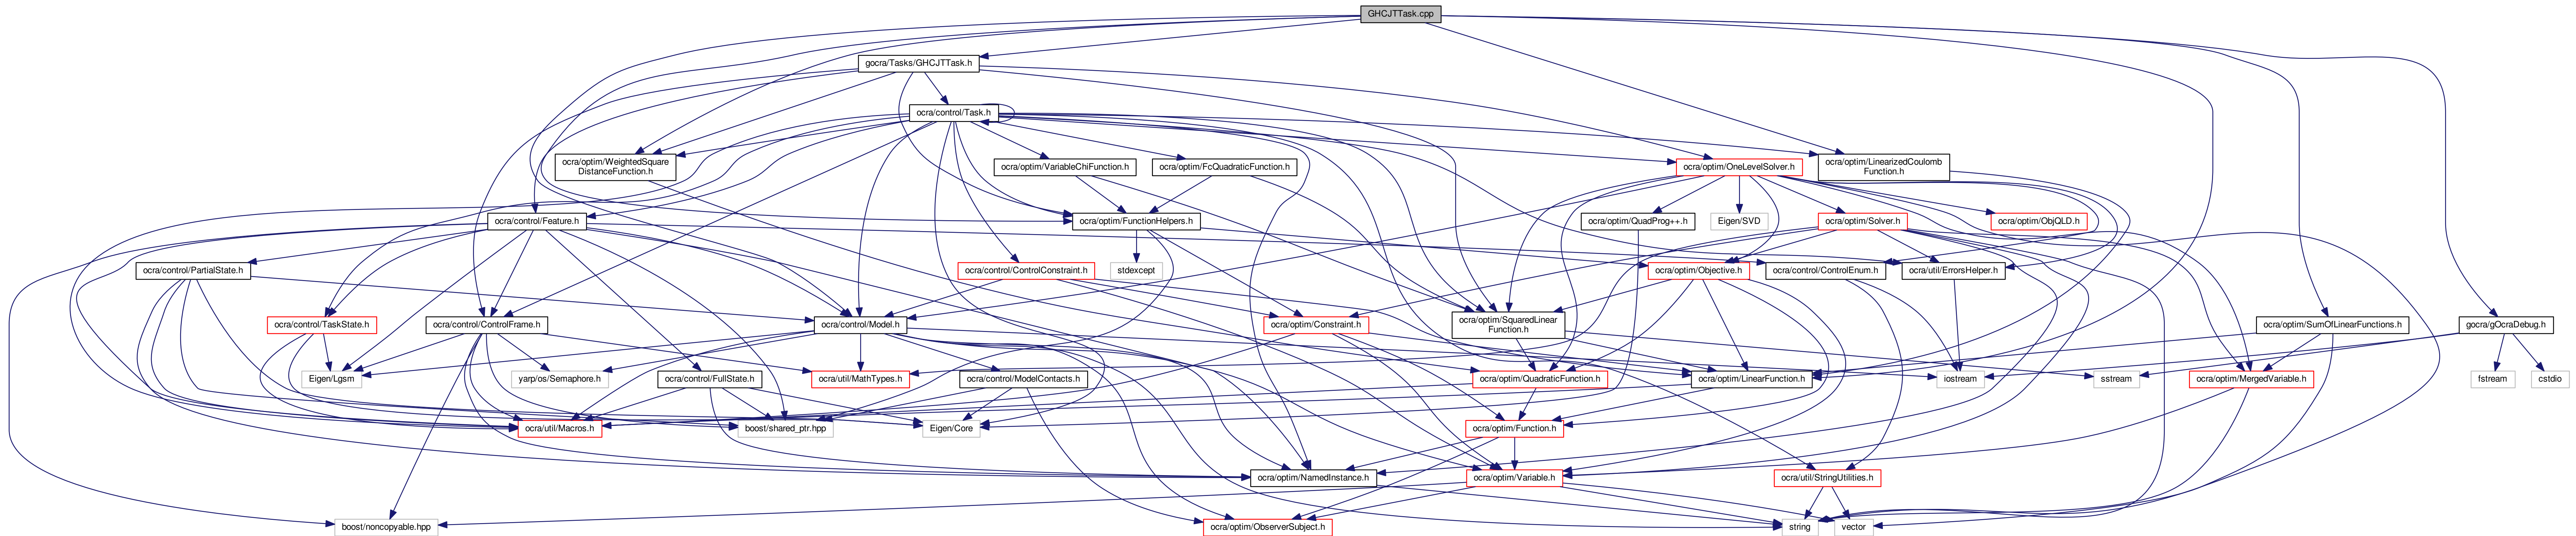 GHCJTTask.cpp
gocra/Tasks/GHCJTTask.h
ocra/control/Task.h
ocra/optim/WeightedSquare
DistanceFunction.h
ocra/optim/VariableChiFunction.h
ocra/optim/FcQuadraticFunction.h
ocra/optim/OneLevelSolver.h
ocra/optim/LinearizedCoulomb
Function.h
ocra/control/Feature.h
ocra/optim/FunctionHelpers.h
ocra/optim/QuadProg++.h
Eigen/SVD
ocra/optim/Solver.h
ocra/optim/ObjQLD.h
ocra/control/PartialState.h
stdexcept
ocra/control/ControlConstraint.h
ocra/optim/Objective.h
ocra/control/ControlEnum.h
ocra/util/ErrorsHelper.h
ocra/control/TaskState.h
ocra/control/ControlFrame.h
ocra/control/Model.h
ocra/optim/Constraint.h
ocra/optim/SquaredLinear
Function.h
ocra/optim/SumOfLinearFunctions.h
gocra/gOcraDebug.h
Eigen/Lgsm
yarp/os/Semaphore.h
ocra/control/FullState.h
ocra/util/MathTypes.h
ocra/control/ModelContacts.h
ocra/optim/QuadraticFunction.h
ocra/optim/LinearFunction.h
iostream
sstream
ocra/optim/MergedVariable.h
fstream
cstdio
ocra/util/Macros.h
boost/shared_ptr.hpp
Eigen/Core
ocra/optim/Function.h
ocra/optim/NamedInstance.h
ocra/optim/Variable.h
ocra/util/StringUtilities.h
boost/noncopyable.hpp
ocra/optim/ObserverSubject.h
string
vector